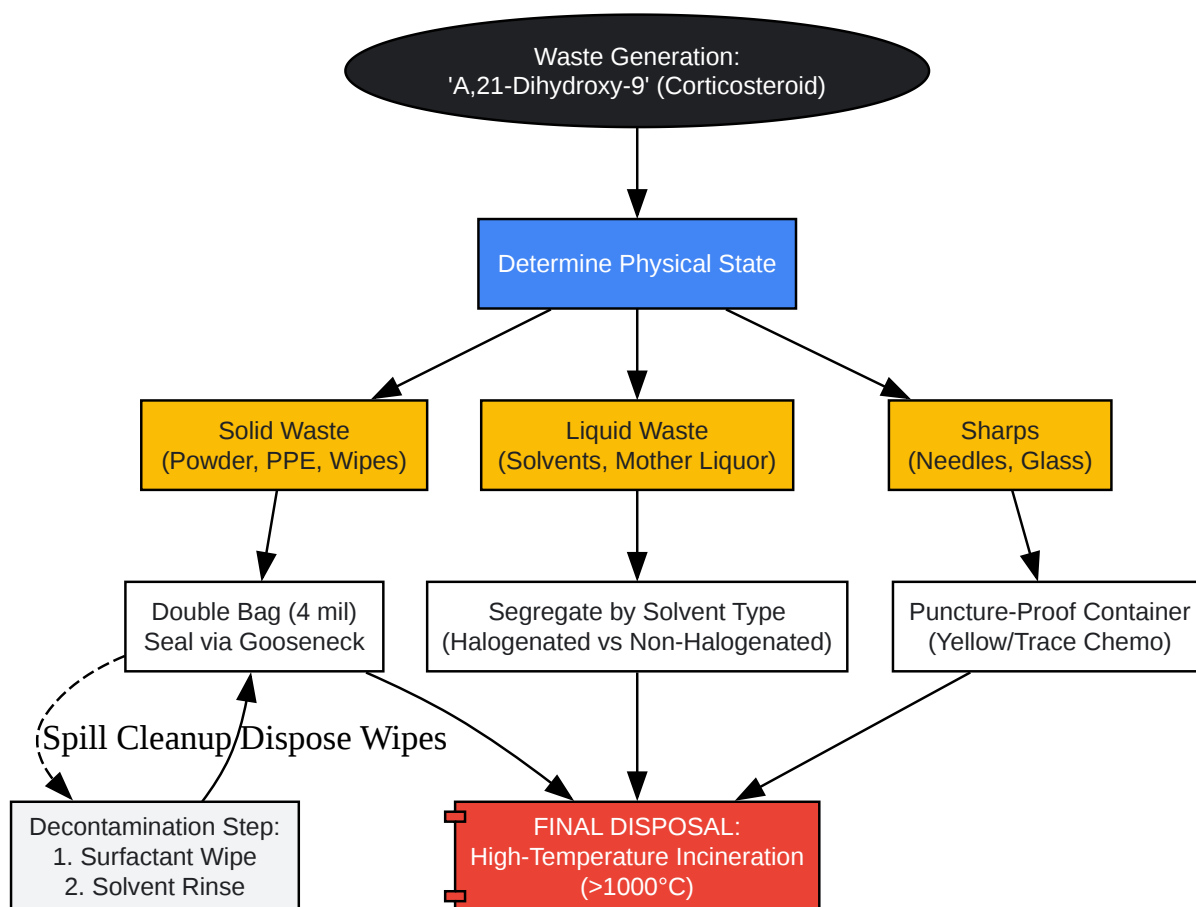 Waste Generation:
'A,21-Dihydroxy-9' (Corticosteroid)
Determine Physical State
Solid Waste
(Powder, PPE, Wipes)
Liquid Waste
(Solvents, Mother Liquor)
Sharps
(Needles, Glass)
Double Bag (4 mil)
Seal via Gooseneck
Segregate by Solvent Type
(Halogenated vs Non-Halogenated)
Puncture-Proof Container
(Yellow/Trace Chemo)
Spill Cleanup
Dispose Wipes
Decontamination Step:
1. Surfactant Wipe
2. Solvent Rinse
FINAL DISPOSAL:
High-Temperature Incineration
(>1000°C)